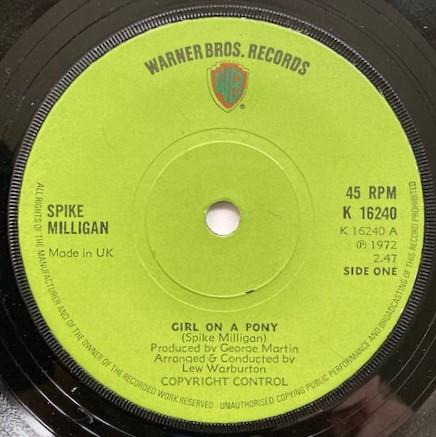 WARNER BROS. RECORDS
WB
SPIKE
MILLIGAN
Made in UK
45 RPM
K 16240
K 16240 A
℗ 1972
2.47
SIDE ONE
GIRL ON A PONY
(Spike Milligan)
Produced by George Martin
Arranged & Conducted by
Lew Warburton
COPYRIGHT CONTROL
ALL RIGHTS OF THE MANUFACTURER AND OF THE OWNER OF THE RECORDED WORK RESERVED - UNAUTHORISED COPYING PUBLIC PERFORMANCE AND BROADCASTING OF THIS RECORD PROHIBITED